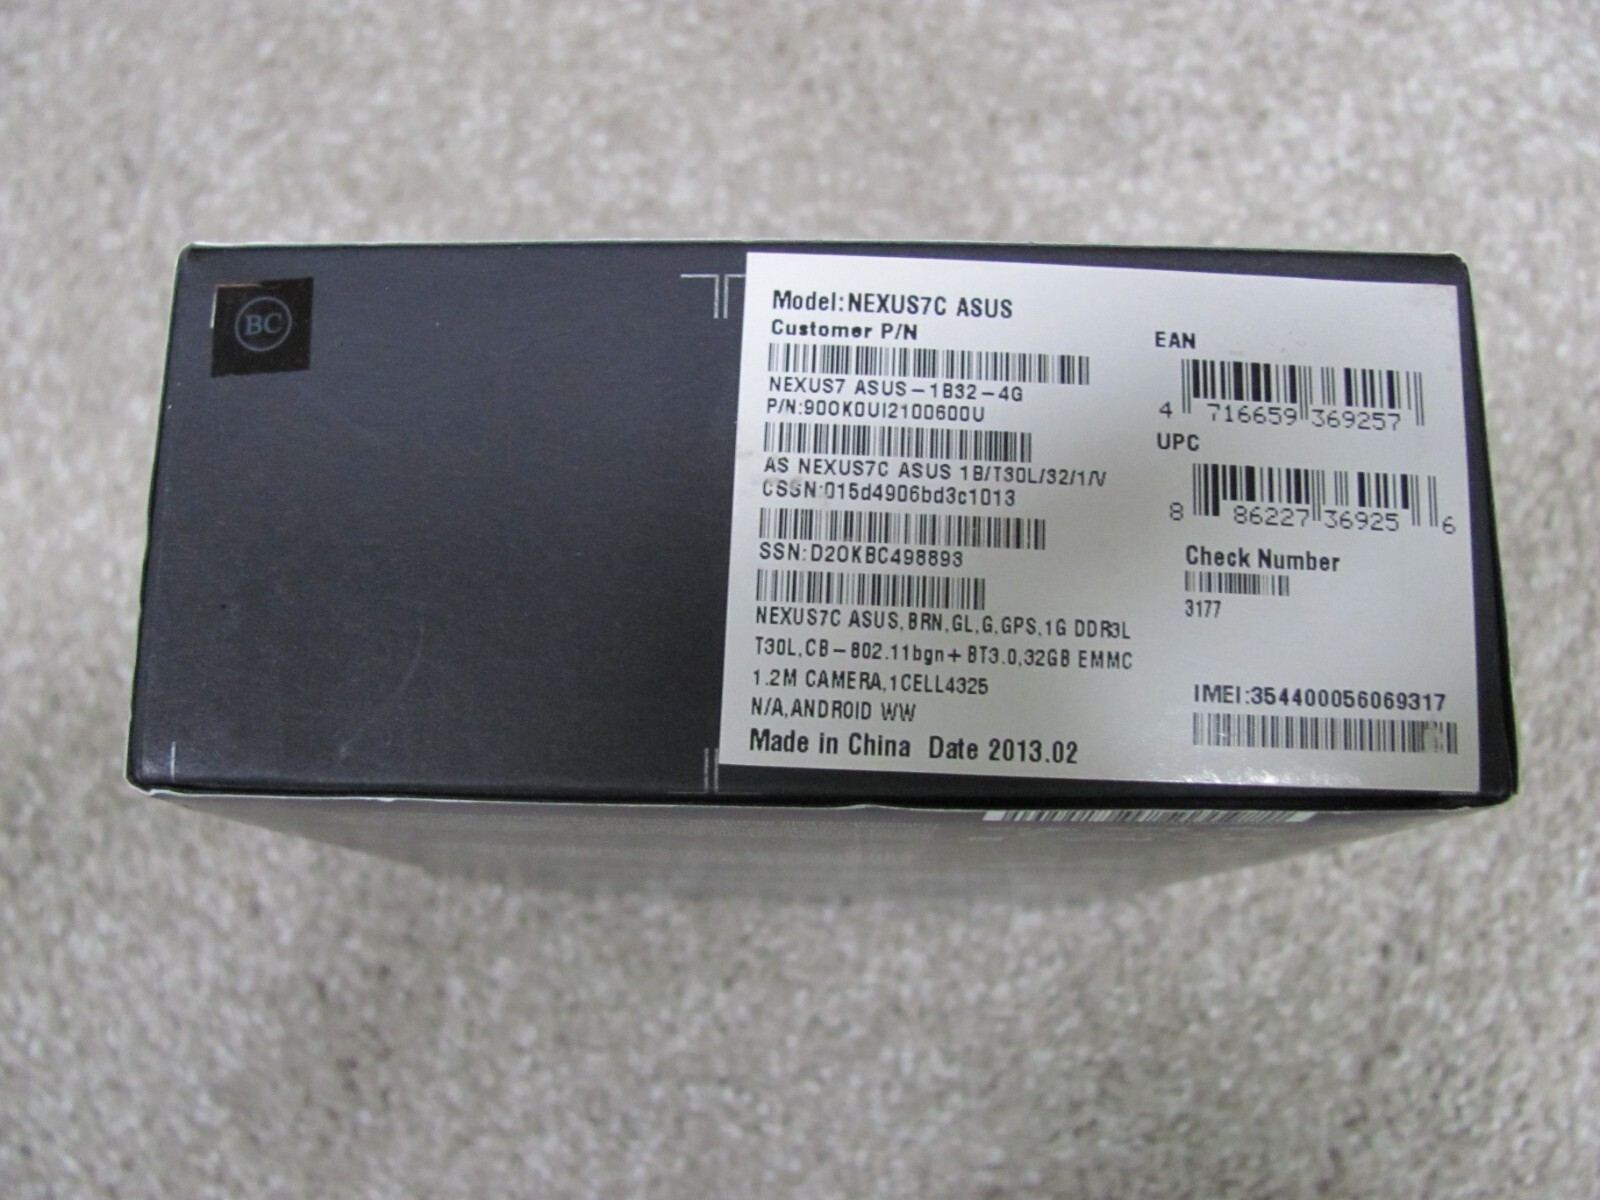 BC
Model:NEXUS7C ASUS
Customer P/N
NEXUS7 ASUS-1B32-4G
P/N:90OK0UI2100600U
AS NEXUS7C ASUS 1B/T30L/32/1/V
CSSN:015d4906bd3c1013
SSN:D2OKBC498893
NEXUS7C ASUS,BRN,GL,G,GPS,1G DDR3L
T30L,CB-802.11bgn+BT3.0,32GB EMMC
1.2M CAMERA,1CELL4325
N/A,ANDROID WW
Made in China Date 2013.02
EAN
4 716659 369257
UPC
8 86227 36925 6
Check Number
3177
IMEI:354400056069317